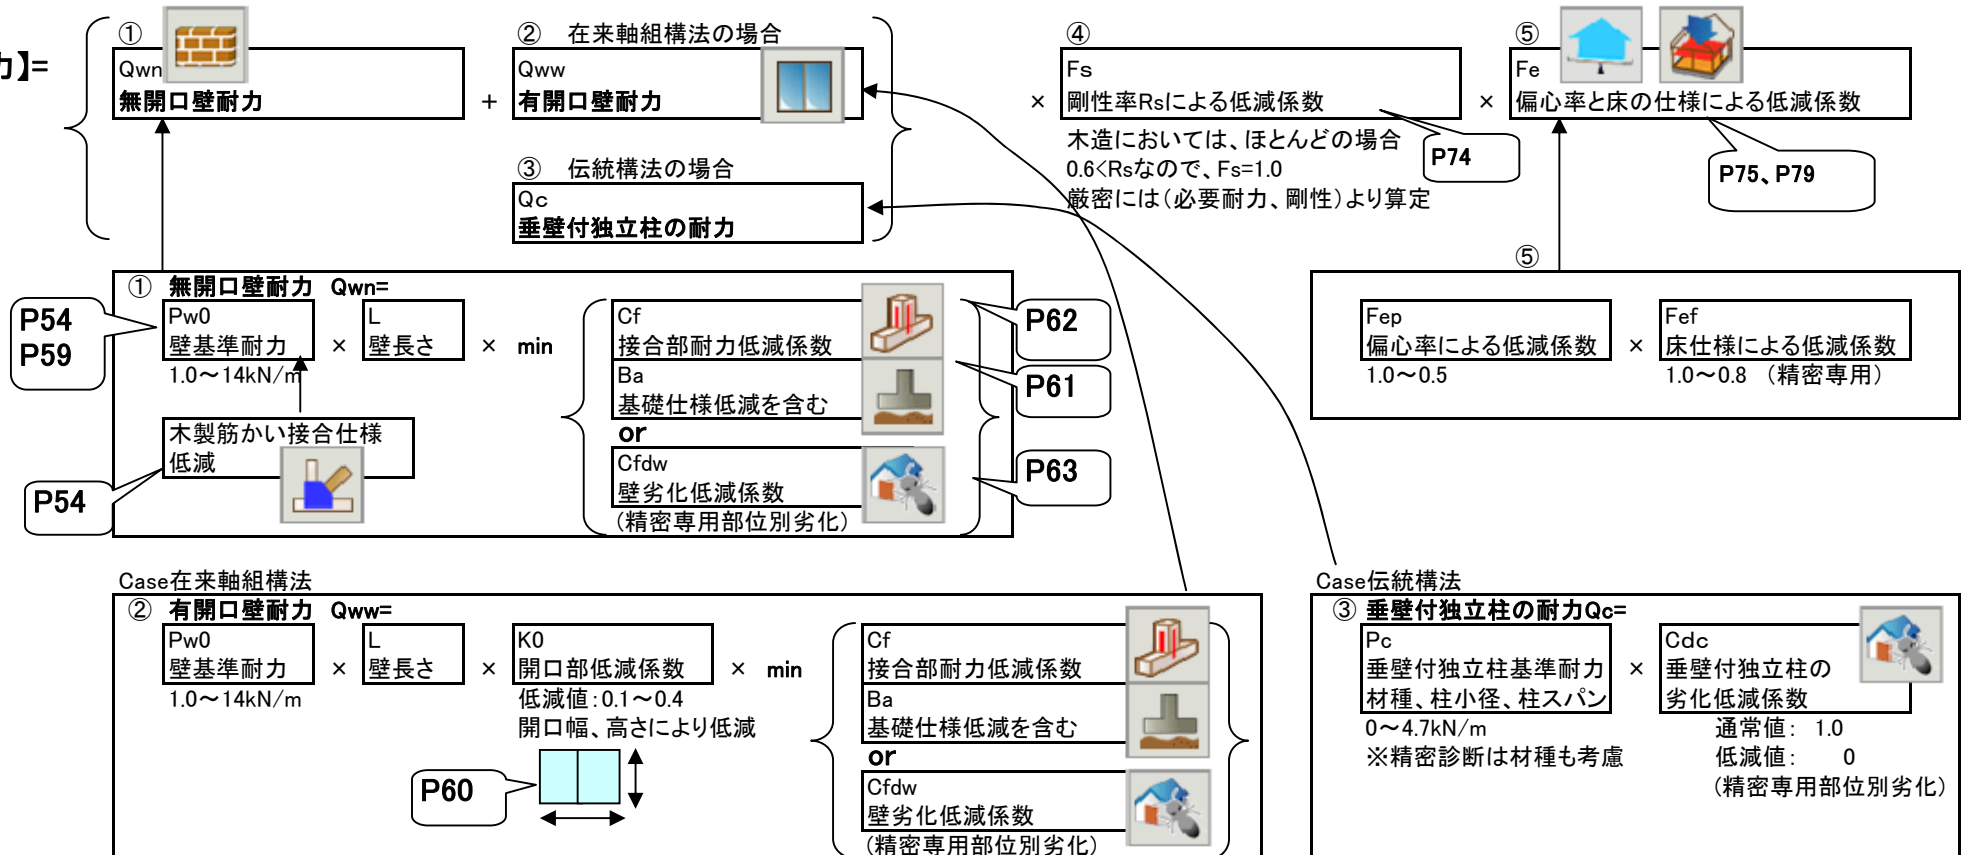 力】=
①
Qwn
無開口壁耐力
+
② 在来軸組構法の場合
Qww
有開口壁耐力
③ 伝統構法の場合
Qc
垂壁付独立柱の耐力
×
④
Fs
剛性率Rsによる低減係数
木造においては、ほとんどの場合
0.6<Rsなので、Fs=1.0
厳密には(必要耐力、剛性)より算定
P74
×
⑤
Fe
偏心率と床の仕様による低減係数
P75、P79
① 無開口壁耐力 Qwn=
P54
P59
Pw0
壁基準耐力
1.0～14kN/m
×
L
壁長さ
× min
Cf
接合部耐力低減係数
Ba
基礎仕様低減を含む
or
Cfdw
壁劣化低減係数
(精密専用部位別劣化)
P62
P61
P63
木製筋かい接合仕様
低減
P54
⑤
Fep
偏心率による低減係数
1.0～0.5
×
Fef
床仕様による低減係数
1.0～0.8 (精密専用)
Case在来軸組構法
② 有開口壁耐力 Qww=
Pw0
壁基準耐力
1.0～14kN/m
×
L
壁長さ
×
K0
開口部低減係数
低減値:0.1～0.4
開口幅、高さにより低減
P60
× min
Cf
接合部耐力低減係数
Ba
基礎仕様低減を含む
or
Cfdw
壁劣化低減係数
(精密専用部位別劣化)
Case伝統構法
③ 垂壁付独立柱の耐力Qc=
Pc
垂壁付独立柱基準耐力
材種、柱小径、柱スパン
0～4.7kN/m
※精密診断は材種も考慮
×
Cdc
垂壁付独立柱の
劣化低減係数
通常値: 1.0
低減値: 0
(精密専用部位別劣化)